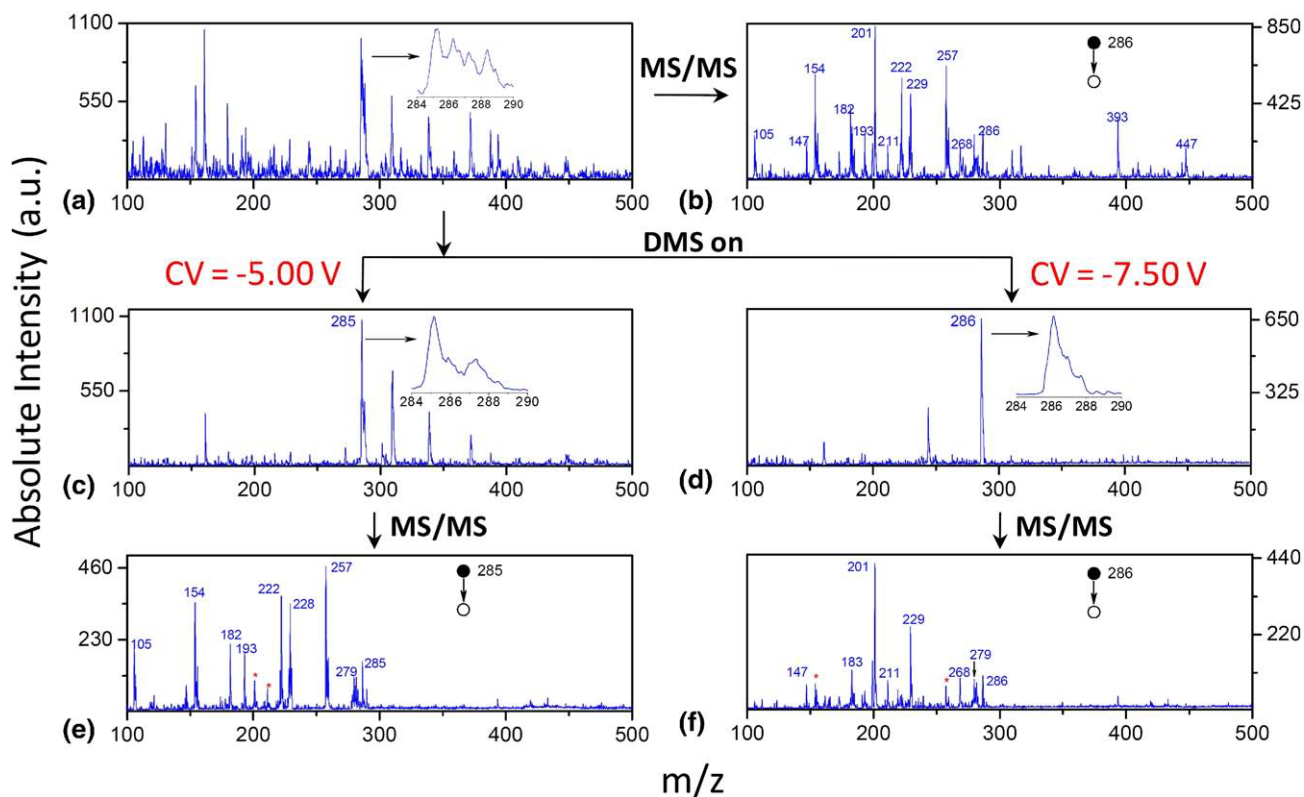 Absolute Intensity (a.u.)
1100
550
284 286 288 290
(a)
100 200 300 400 500
MS/MS
850
425
105
147
154
182
193
201
211
222
229
257
268
286
393
447
286
(b)
100 200 300 400 500
DMS on
CV = -5.00 V
CV = -7.50 V
1100
550
285
284 286 288 290
(c)
100 200 300 400 500
650
325
286
284 286 288 290
(d)
100 200 300 400 500
MS/MS
MS/MS
460
230
105
154
182
193
*
*
222
228
257
279
285
285
(e)
100 200 300 400 500
440
220
147
*
183
201
211
229
*
268
279
286
286
(f)
100 200 300 400 500
m/z